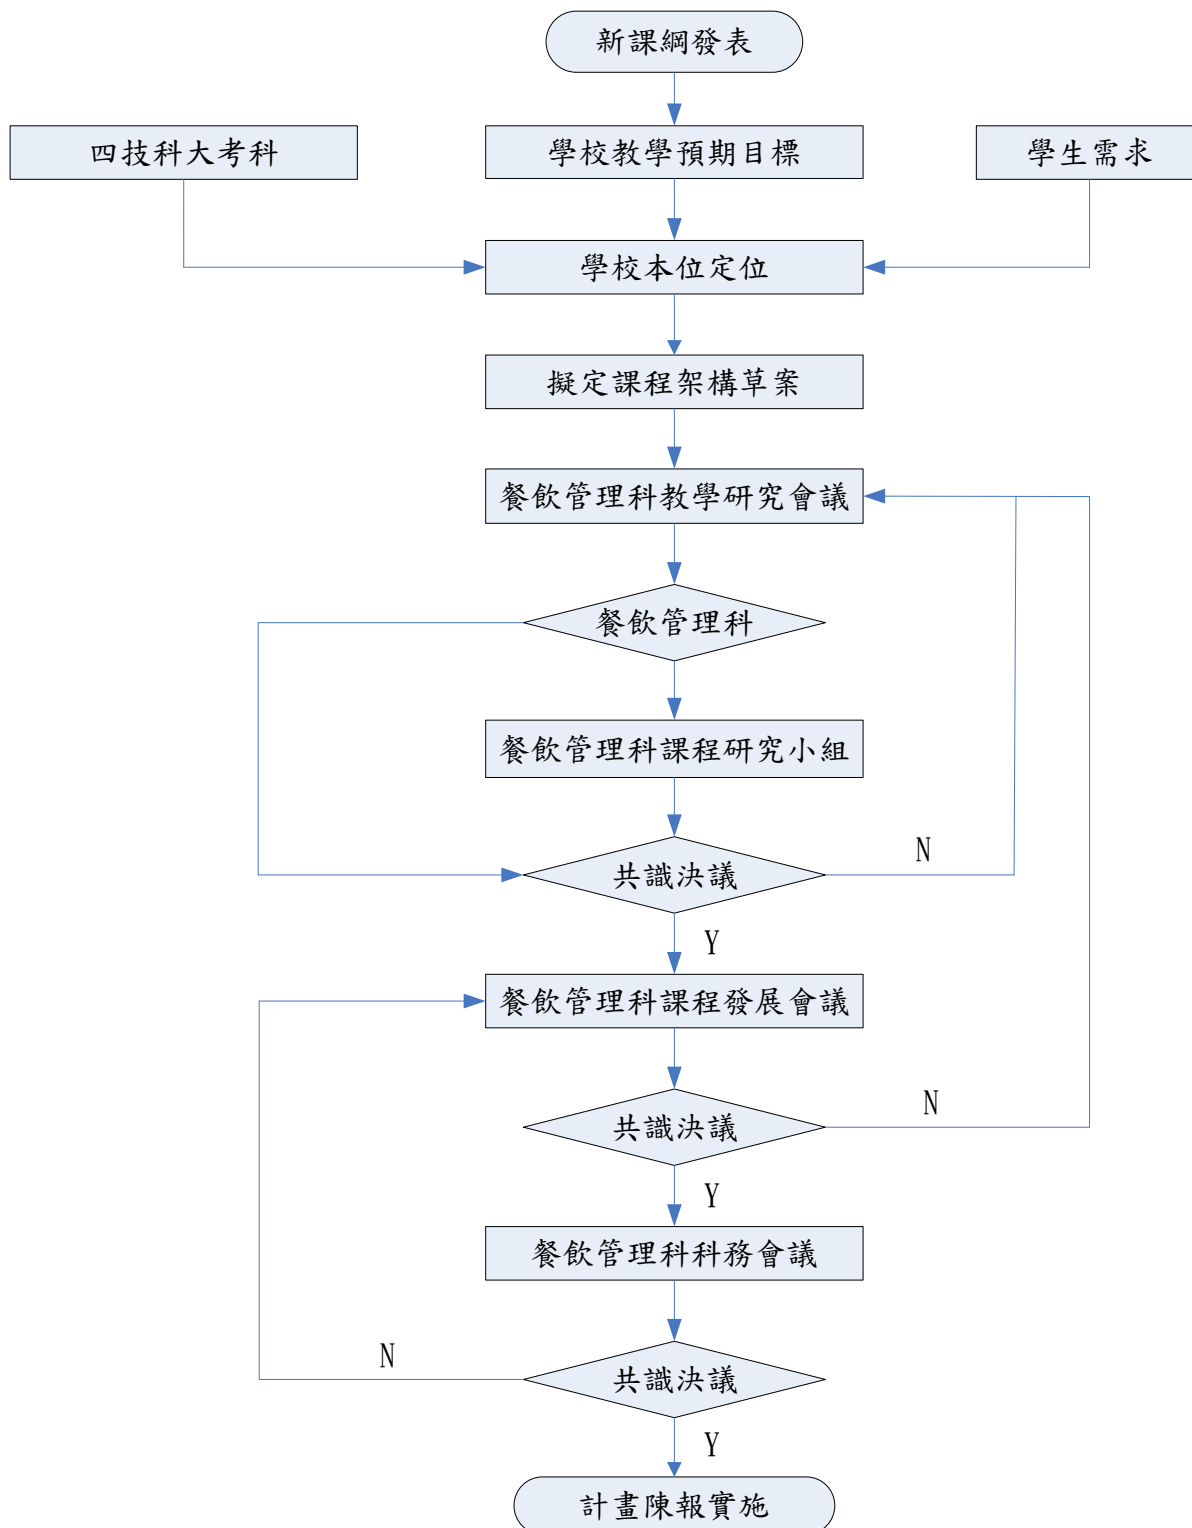 新課綱發表
四技科大考科
學校教學預期目標
學生需求
學校本位定位
擬定課程架構草案
餐飲管理科教學研究會議
餐飲管理科
餐飲管理科課程研究小組
共識決議
N
Y
餐飲管理科課程發展會議
共識決議
N
Y
餐飲管理科科務會議
N
共識決議
Y
計畫陳報實施